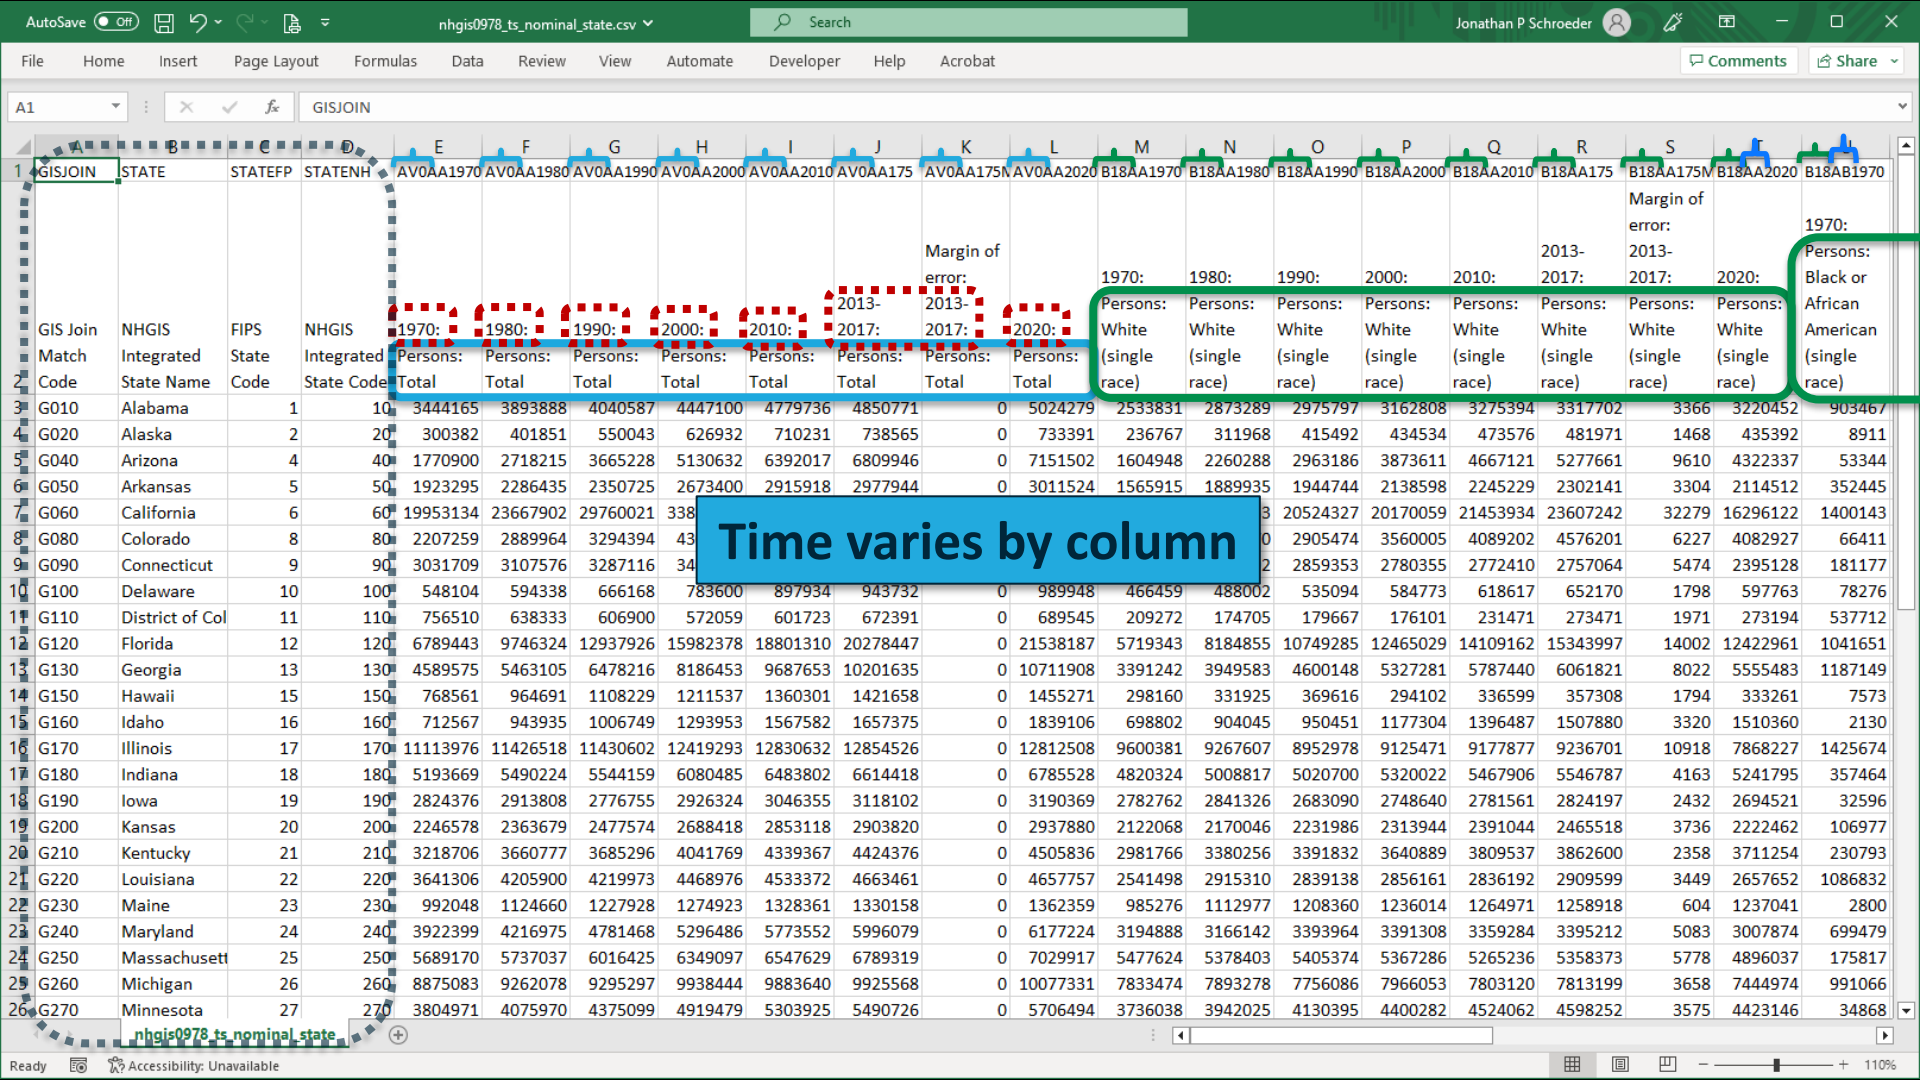 AutoSave Off nhgis0978_ts_nominal_state.csv Search Jonathan P Schroeder
File Home Insert Page Layout Formulas Data Review View Automate Developer Help Acrobat Comments Share
A1 fx GISJOIN
A B C D E F G H I J K L M N O P Q R S T U
1 GISJOIN STATE STATEFP STATENH AV0AA1970 AV0AA1980 AV0AA1990 AV0AA2000 AV0AA2010 AV0AA175 AV0AA175M AV0AA2020 B18AA1970 B18AA1980 B18AA1990 B18AA2000 B18AA2010 B18AA175 B18AA175M B18AA2020 B18AB1970
Margin of
error: 1970:
Margin of 2013- 2013- Persons:
error: 1970: 1980: 1990: 2000: 2010: 2017: 2017: 2020: Black or
2013- 2013- Persons: Persons: Persons: Persons: Persons: Persons: Persons: Persons: African
GIS Join NHGIS FIPS NHGIS 1970: 1980: 1990: 2000: 2010: 2017: 2017: 2020: White White White White White White White White American
Match Integrated State Integrated Persons: Persons: Persons: Persons: Persons: Persons: Persons: Persons: (single (single (single (single (single (single (single (single (single
2 Code State Name Code State Code Total Total Total Total Total Total Total Total race) race) race) race) race) race) race) race) race)
3 G010 Alabama 1 10 3444165 3893888 4040587 4447100 4779736 4850771 0 5024279 2533831 2873289 2975797 3162808 3275394 3317702 3366 3220452 903467
4 G020 Alaska 2 20 300382 401851 550043 626932 710231 738565 0 733391 236767 311968 415492 434534 473576 481971 1468 435392 8911
5 G040 Arizona 4 40 1770900 2718215 3665228 5130632 6392017 6809946 0 7151502 1604948 2260288 2963186 3873611 4667121 5277661 9610 4322337 53344
6 G050 Arkansas 5 50 1923295 2286435 2350725 2673400 2915918 2977944 0 3011524 1565915 1889935 1944744 2138598 2245229 2302141 3304 2114512 352445
7 G060 California 6 60 19953134 23667902 29760021 338 3 20524327 20170059 21453934 23607242 32279 16296122 1400143
8 G080 Colorado 8 80 2207259 2889964 3294394 43 0 2905474 3560005 4089202 4576201 6227 4082927 66411
Time varies by column
9 G090 Connecticut 9 90 3031709 3107576 3287116 34 2 2859353 2780355 2772410 2757064 5474 2395128 181177
10 G100 Delaware 10 100 548104 594338 666168 783600 897934 943732 0 989948 466459 488002 535094 584773 618617 652170 1798 597763 78276
11 G110 District of Col 11 110 756510 638333 606900 572059 601723 672391 0 689545 209272 174705 179667 176101 231471 273471 1971 273194 537712
12 G120 Florida 12 120 6789443 9746324 12937926 15982378 18801310 20278447 0 21538187 5719343 8184855 10749285 12465029 14109162 15343997 14002 12422961 1041651
13 G130 Georgia 13 130 4589575 5463105 6478216 8186453 9687653 10201635 0 10711908 3391242 3949583 4600148 5327281 5787440 6061821 8022 5555483 1187149
14 G150 Hawaii 15 150 768561 964691 1108229 1211537 1360301 1421658 0 1455271 298160 331925 369616 294102 336599 357308 1794 333261 7573
15 G160 Idaho 16 160 712567 943935 1006749 1293953 1567582 1657375 0 1839106 698802 904045 950451 1177304 1396487 1507880 3320 1510360 2130
16 G170 Illinois 17 170 11113976 11426518 11430602 12419293 12830632 12854526 0 12812508 9600381 9267607 8952978 9125471 9177877 9236701 10918 7868227 1425674
17 G180 Indiana 18 180 5193669 5490224 5544159 6080485 6483802 6614418 0 6785528 4820324 5008817 5020700 5320022 5467906 5546787 4163 5241795 357464
18 G190 Iowa 19 190 2824376 2913808 2776755 2926324 3046355 3118102 0 3190369 2782762 2841326 2683090 2748640 2781561 2824197 2432 2694521 32596
19 G200 Kansas 20 200 2246578 2363679 2477574 2688418 2853118 2903820 0 2937880 2122068 2170046 2231986 2313944 2391044 2465518 3736 2222462 106977
20 G210 Kentucky 21 210 3218706 3660777 3685296 4041769 4339367 4424376 0 4505836 2981766 3380256 3391832 3640889 3809537 3862600 2358 3711254 230793
21 G220 Louisiana 22 220 3641306 4205900 4219973 4468976 4533372 4663461 0 4657757 2541498 2915310 2839138 2856161 2836192 2909599 3449 2657652 1086832
22 G230 Maine 23 230 992048 1124660 1227928 1274923 1328361 1330158 0 1362359 985276 1112977 1208360 1236014 1264971 1258918 604 1237041 2800
23 G240 Maryland 24 240 3922399 4216975 4781468 5296486 5773552 5996079 0 6177224 3194888 3166142 3393964 3391308 3359284 3395212 5083 3007874 699479
24 G250 Massachusett 25 250 5689170 5737037 6016425 6349097 6547629 6789319 0 7029917 5477624 5378403 5405374 5367286 5265236 5358373 5778 4896037 175817
25 G260 Michigan 26 260 8875083 9262078 9295297 9938444 9883640 9925568 0 10077331 7833474 7893278 7756086 7966053 7803120 7813199 3658 7444974 991066
26 G270 Minnesota 27 270 3804971 4075970 4375099 4919479 5303925 5490726 0 5706494 3736038 3942025 4130395 4400282 4524062 4598252 3575 4423146 34868
nhgis0978_ts_nominal_state
Ready Accessibility: Unavailable 110%